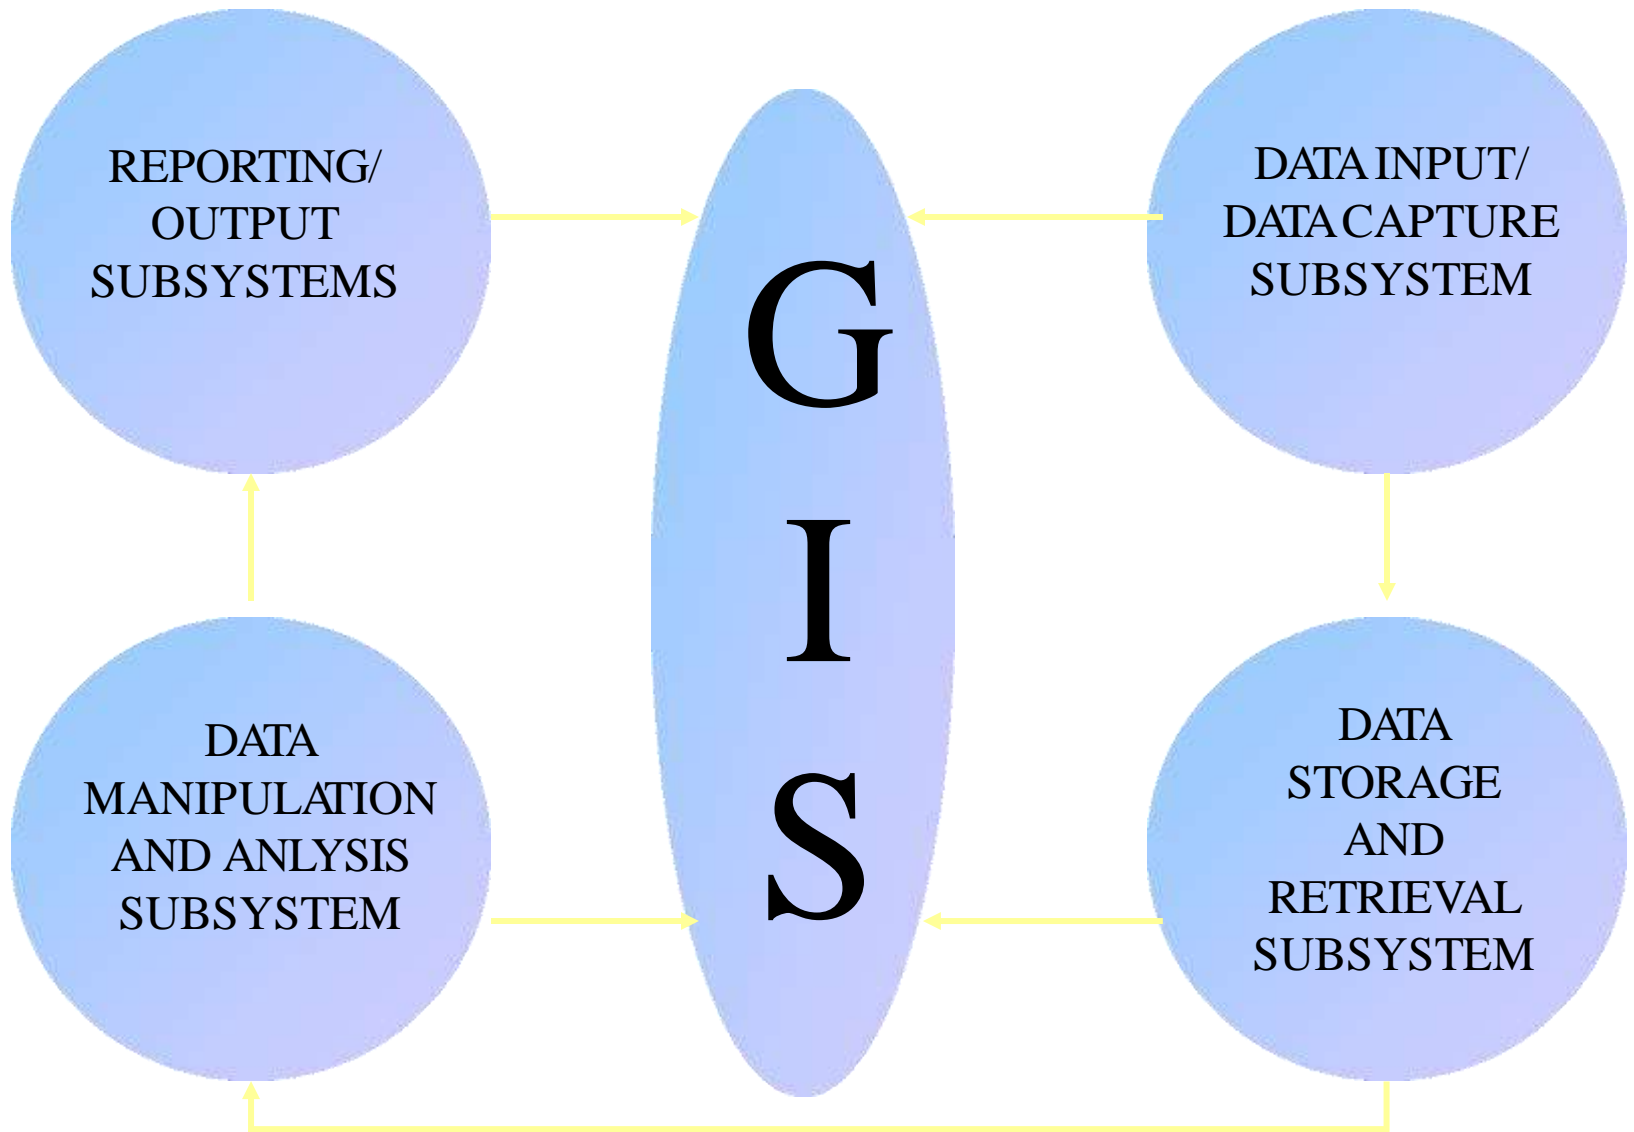 REPORTING/
OUTPUT
SUBSYSTEMS
G
I
S
DATA INPUT/
DATA CAPTURE
SUBSYSTEM
DATA
MANIPULATION
AND ANLYSIS
SUBSYSTEM
DATA
STORAGE
AND
RETRIEVAL
SUBSYSTEM